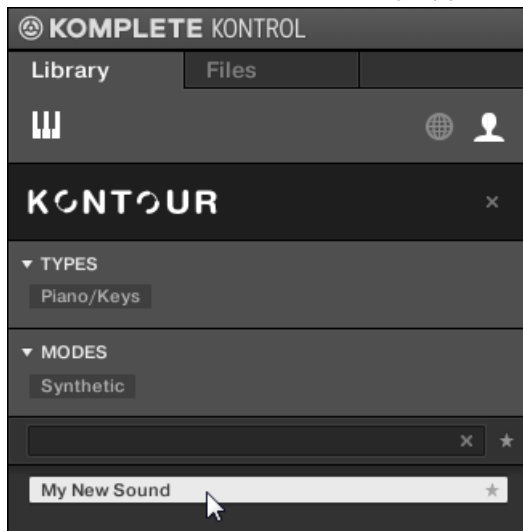 KOMPLETE KONTROL
Library Files
KONTOUR
TYPES
Piano/Keys
MODES
Synthetic
My New Sound